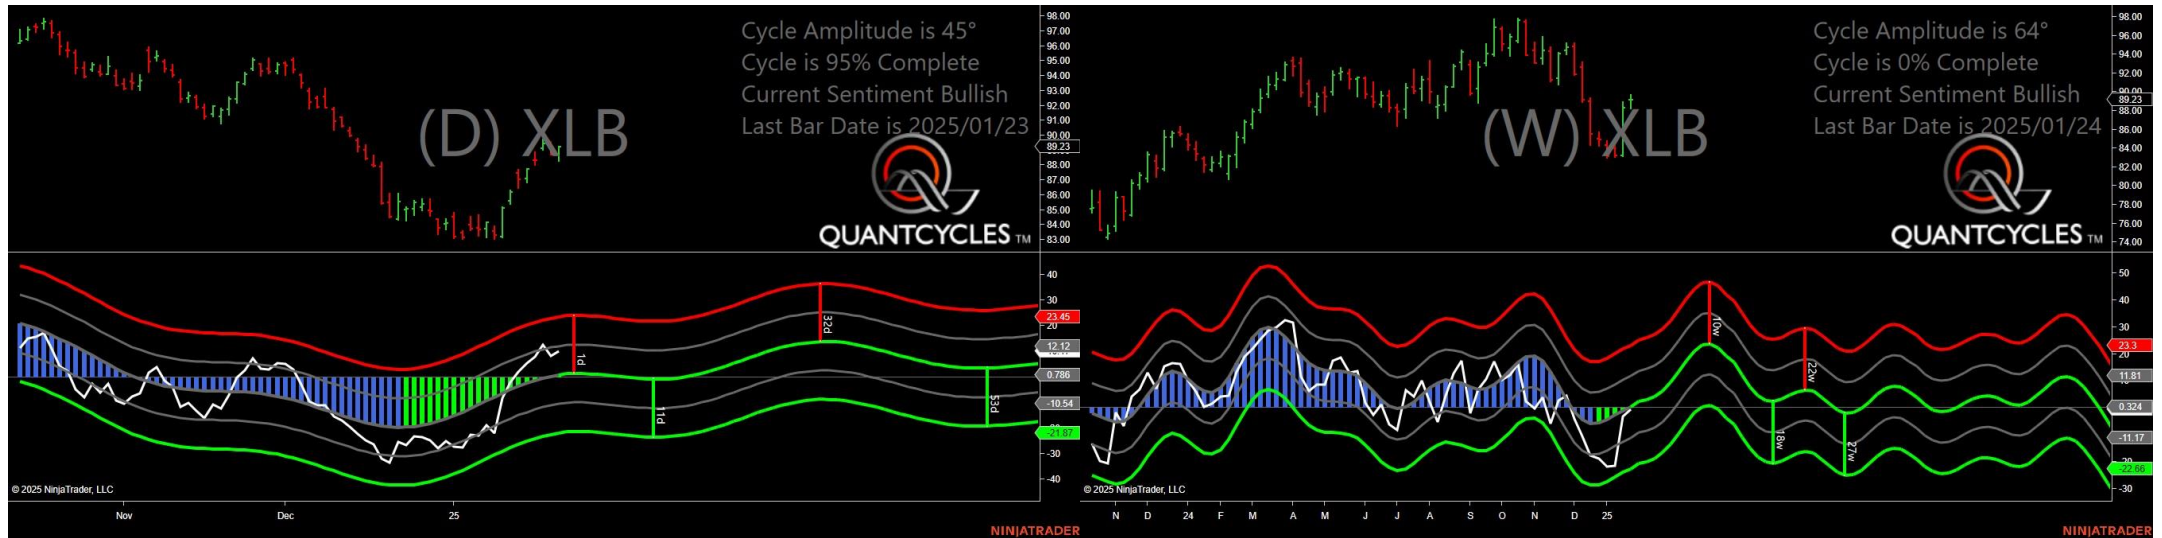 Cycle Amplitude is 45°
Cycle is 95% Complete
Current Sentiment Bullish
Last Bar Date is 2025/01/23
(D) XLB
QUANTCYCLES TM
98.00
97.00
96.00
95.00
94.00
93.00
92.00
91.00
90.00
89.23
88.00
87.00
86.00
85.00
84.00
83.00
40
30
23.45
20
12.12
0.786
-10.54
-21.87
-30
-40
1d
11d
32d
53d
© 2025 NinjaTrader, LLC
Nov Dec 25
NINJATRADER
Cycle Amplitude is 64°
Cycle is 0% Complete
Current Sentiment Bullish
Last Bar Date is 2025/01/24
(W) XLB
QUANTCYCLES TM
98.00
96.00
94.00
92.00
90.00
89.23
88.00
86.00
84.00
82.00
80.00
78.00
76.00
74.00
50
40
30
23.3
20
11.81
0.324
-11.17
-22.66
-30
10w
18w
22w
27w
© 2025 NinjaTrader, LLC
N D 24 F M A M J J A S O N D 25
NINJATRADER